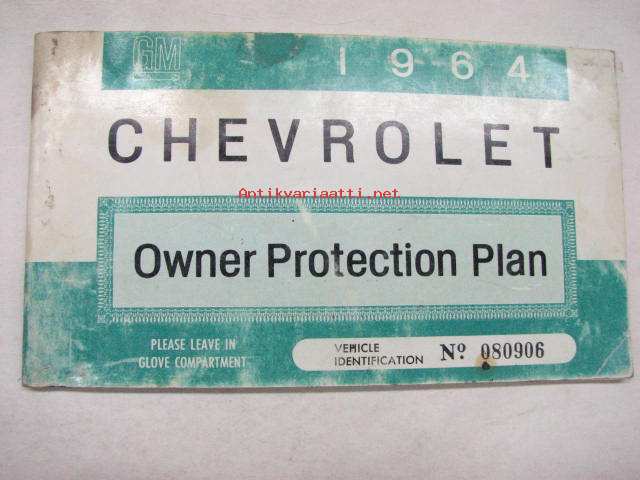 GM
1964
CHEVROLET
Antikvariaatti.net
Owner Protection Plan
PLEASE LEAVE IN
GLOVE COMPARTMENT
VEHICLE
IDENTIFICATION
Nº 080906